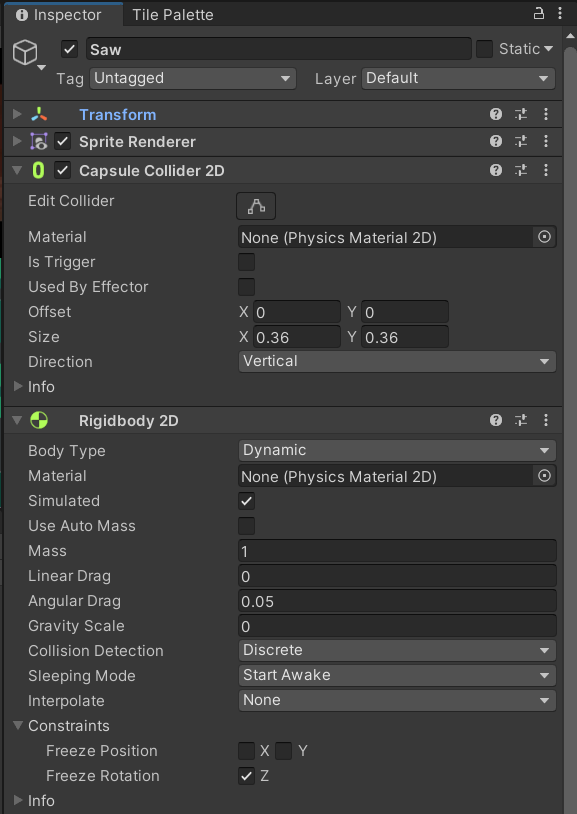 Inspector Tile Palette
Saw Static
Tag Untagged Layer Default
Transform
Sprite Renderer
Capsule Collider 2D
Edit Collider
Material None (Physics Material 2D)
Is Trigger
Used By Effector
Offset X 0 Y 0
Size X 0.36 Y 0.36
Direction Vertical
Info
Rigidbody 2D
Body Type Dynamic
Material None (Physics Material 2D)
Simulated
Use Auto Mass
Mass 1
Linear Drag 0
Angular Drag 0.05
Gravity Scale 0
Collision Detection Discrete
Sleeping Mode Start Awake
Interpolate None
Constraints
Freeze Position X Y
Freeze Rotation Z
Info